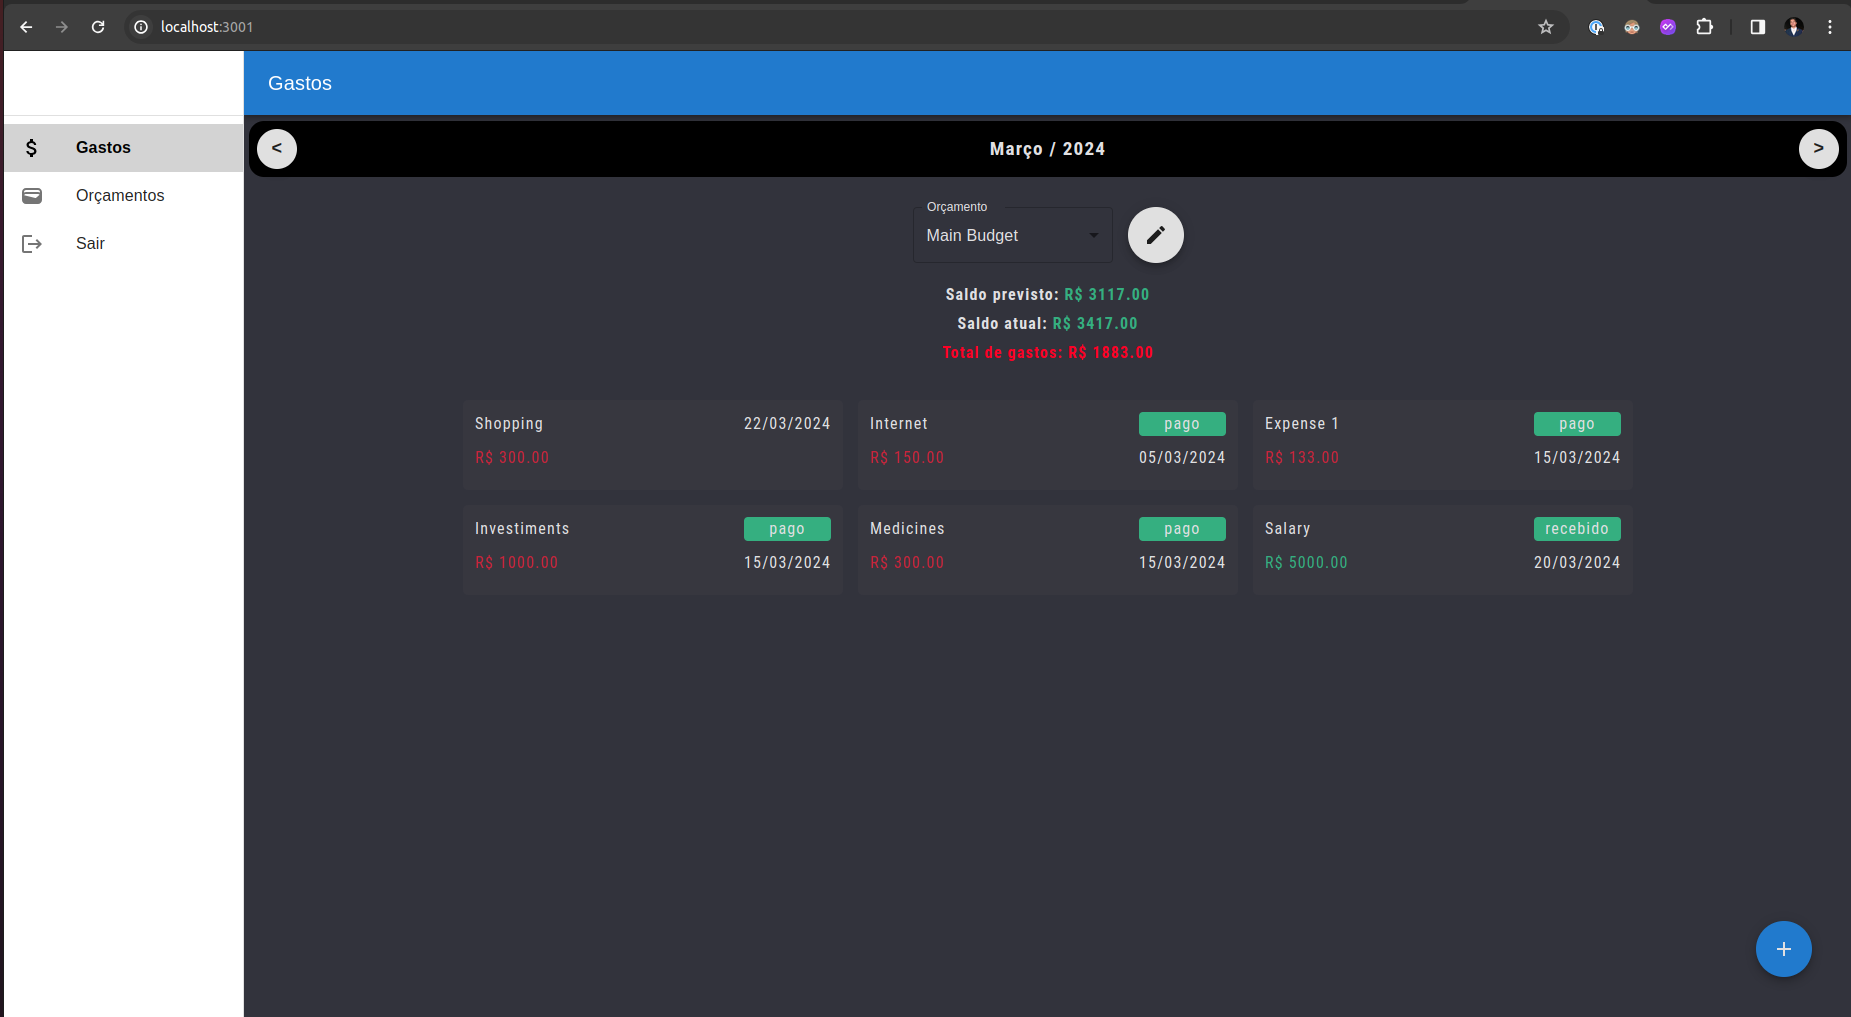 localhost:3001
Gastos
Gastos
Orçamentos
Sair
< Março / 2024 >
Orçamento
Main Budget
Saldo previsto: R$ 3117.00
Saldo atual: R$ 3417.00
Total de gastos: R$ 1883.00
Shopping 22/03/2024
R$ 300.00
Internet pago
R$ 150.00 05/03/2024
Expense 1 pago
R$ 133.00 15/03/2024
Investiments pago
R$ 1000.00 15/03/2024
Medicines pago
R$ 300.00 15/03/2024
Salary recebido
R$ 5000.00 20/03/2024
+